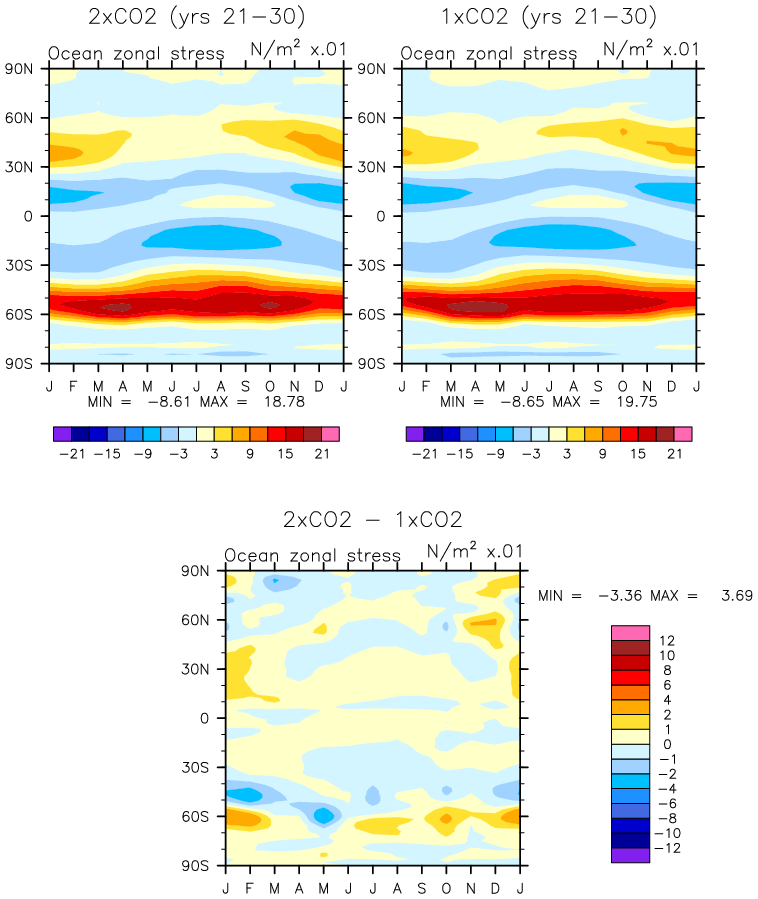 2xCO2 (yrs 21−30)
Ocean zonal stress N/m² x.01
90N
60N
30N
0
30S
60S
90S
J F M A M J J A S O N D J
MIN = −8.61 MAX = 18.78
−21 −15 −9 −3 3 9 15 21
1xCO2 (yrs 21−30)
Ocean zonal stress N/m² x.01
90N
60N
30N
0
30S
60S
90S
J F M A M J J A S O N D J
MIN = −8.65 MAX = 19.75
−21 −15 −9 −3 3 9 15 21
2xCO2 − 1xCO2
Ocean zonal stress N/m² x.01
90N
60N
30N
0
30S
60S
90S
J F M A M J J A S O N D J
MIN = −3.36 MAX = 3.69
12
10
8
6
4
2
1
0
−1
−2
−4
−6
−8
−10
−12